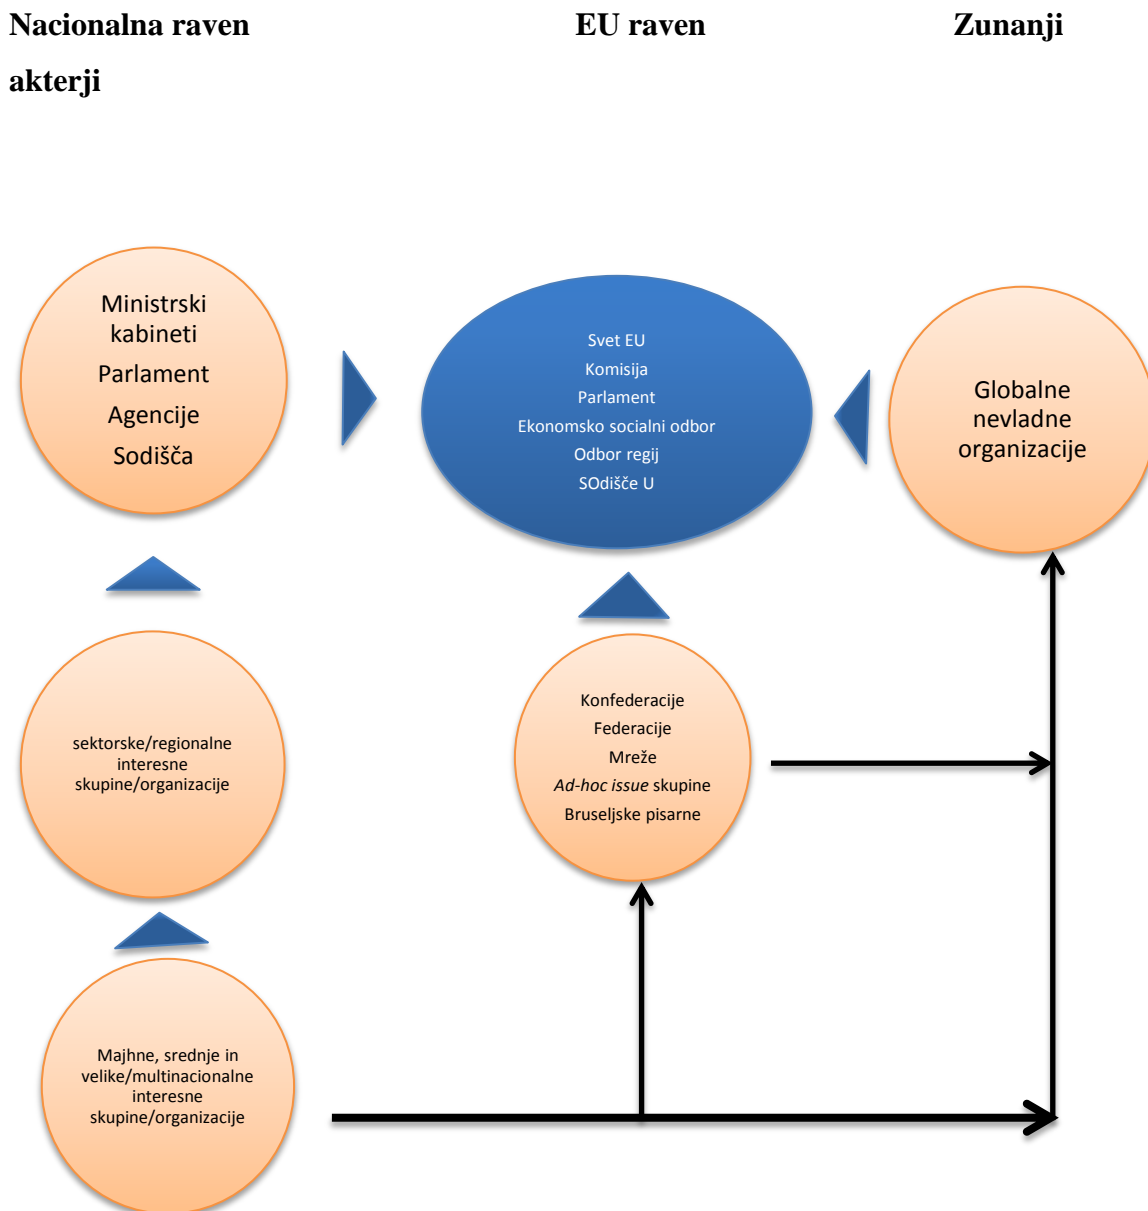 Nacionalna raven EU raven Zunanji
akterji
Ministrski
kabineti
Parlament
Agencije
Sodišča
Svet EU
Komisija
Parlament
Ekonomsko socialni odbor
Odbor regij
SOdišče U
Globalne
nevladne
organizacije
sektorske/regionalne
interesne
skupine/organizacije
Konfederacije
Federacije
Mreže
Ad-hoc issue skupine
Bruseljske pisarne
Majhne, srednje in
velike/multinacionalne
interesne
skupine/organizacije